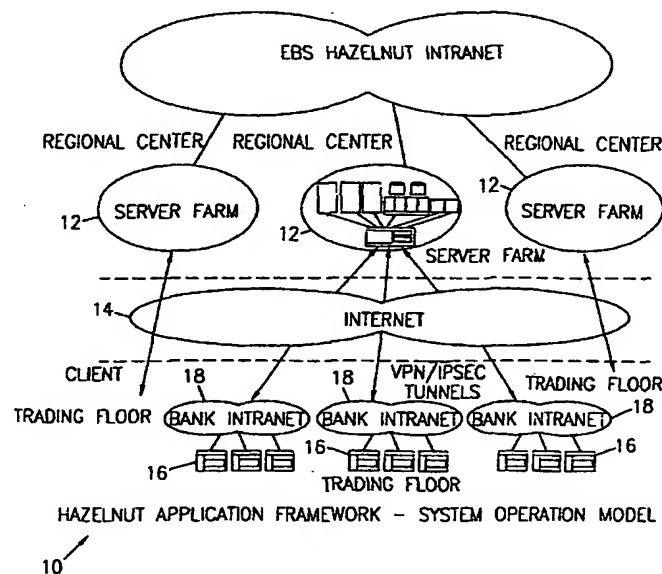 EBS HAZELNUT INTRANET
REGIONAL CENTER
REGIONAL CENTER
REGIONAL CENTER
12
SERVER FARM
12
SERVER FARM
12
SERVER FARM
14
INTERNET
CLIENT
18
18
VPN/IPSEC
TUNNELS
TRADING FLOOR
TRADING FLOOR
BANK INTRANET
BANK INTRANET
BANK INTRANET
18
16
16
16
TRADING FLOOR
HAZELNUT APPLICATION FRAMEWORK - SYSTEM OPERATION MODEL
10